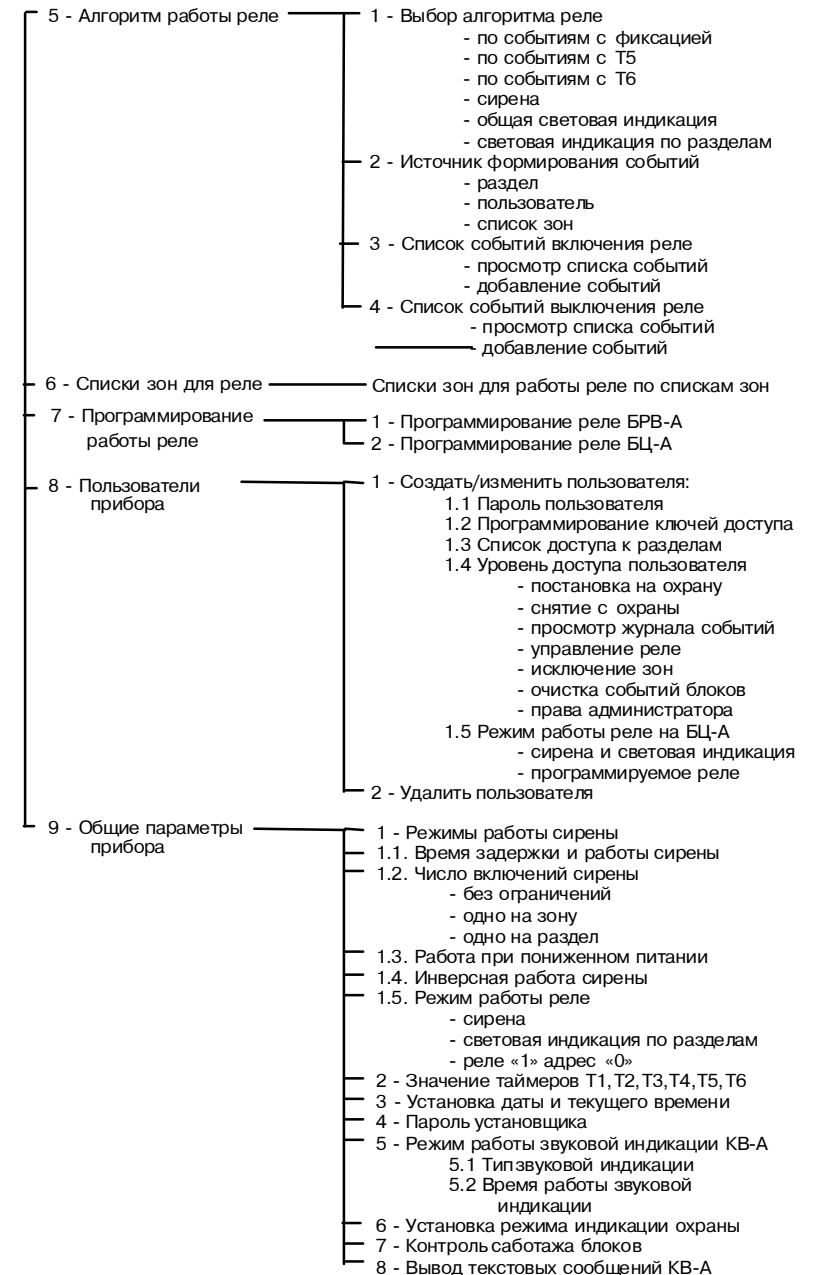 5 - Алгоритм работы реле
1 - Выбор алгоритма реле
- по событиям с фиксацией
- по событиям с Т5
- по событиям с Т6
- сирена
- общая световая индикация
- световая индикация по разделам
2 - Источник формирования событий
- раздел
- пользователь
- список зон
3 - Список событий включения реле
- просмотр списка событий
- добавление событий
4 - Список событий выключения реле
- просмотр списка событий
- добавление событий
6 - Списки зон для реле
Списки зон для работы реле по спискам зон
7 - Программирование
работы реле
1 - Программирование реле БРВ-А
2 - Программирование реле БЦ-А
8 - Пользователи
прибора
1 - Создать/изменить пользователя:
1.1 Пароль пользователя
1.2 Программирование ключей доступа
1.3 Список доступа к разделам
1.4 Уровень доступа пользователя
- постановка на охрану
- снятие с охраны
- просмотр журнала событий
- управление реле
- исключение зон
- очистка событий блоков
- права администратора
1.5 Режим работы реле на БЦ-А
- сирена и световая индикация
- программируемое реле
2 - Удалить пользователя
9 - Общие параметры
прибора
1 - Режимы работы сирены
1.1. Время задержки и работы сирены
1.2. Число включений сирены
- без ограничений
- одно на зону
- одно на раздел
1.3. Работа при пониженном питании
1.4. Инверсная работа сирены
1.5. Режим работы реле
- сирена
- световая индикация по разделам
- реле «1» адрес «0»
2 - Значение таймеров Т1,Т2,Т3,Т4,Т5,Т6
3 - Установка даты и текущего времени
4 - Пароль установщика
5 - Режим работы звуковой индикации КВ-А
5.1 Тип звуковой индикации
5.2 Время работы звуковой
индикации
6 - Установка режима индикации охраны
7 - Контроль саботажа блоков
8 - Вывод текстовых сообщений КВ-А